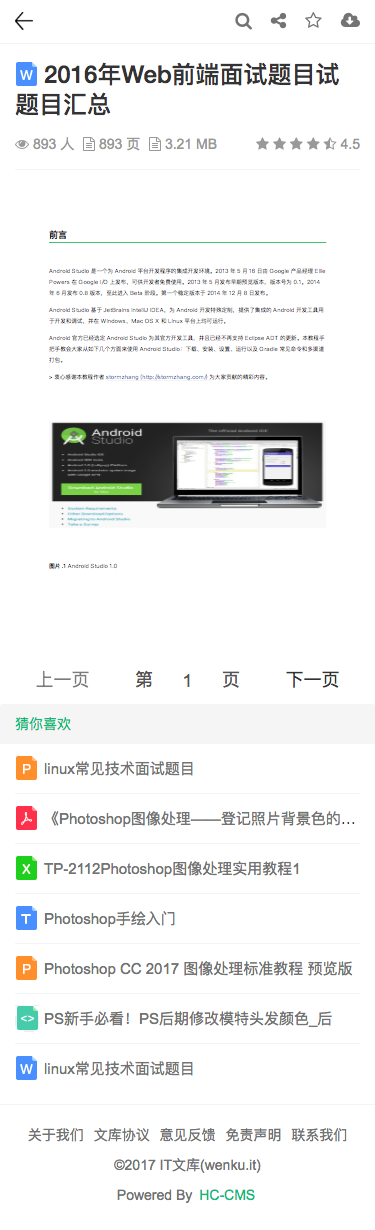 W 2016年Web前端面试题目试
题目汇总
893 人 893 页 3.21 MB 4.5
前言
Android Studio 是一个为 Android 平台开发程序的集成开发环境。2013 年 5 月 16 日由 Google 产品经理 Ellie
Powers 在 Google I/O 上发布，可供开发者免费使用。2013 年 5 月发布早期预览版，版本号为 0.1。2014
年 6 月发布 0.8 版本，至此进入 Beta 阶段。第一个稳定版本于 2014 年 12 月 8 日发布。
Android Studio 基于 JetBrains IntelliJ IDEA，为 Android 开发特殊定制，提供了集成的 Android 开发工具用
于开发和调试，并在 Windows、Mac OS X 和 Linux 平台上均可运行。
Android 官方已经选定 Android Studio 为其官方开发工具，并且已经不再支持 Eclipse ADT 的更新。本教程手
把手教会大家从如下几个方面来使用 Android Studio：下载、安装、设置、运行以及 Gradle 常见命令和多渠道
打包。
> 衷心感谢本教程作者 stormzhang (http://stormzhang.com/) 为大家贡献的精彩内容。
Android
Studio
The official Android IDE
Download Android Studio
System Requirements
Other Download Options
Migrating to Android Studio
Take a Survey
图片 .1 Android Studio 1.0
上一页 第 1 页 下一页
猜你喜欢
P linux常见技术面试题目
《Photoshop图像处理——登记照片背景色的...
X TP-2112Photoshop图像处理实用教程1
T Photoshop手绘入门
P Photoshop CC 2017 图像处理标准教程 预览版
<> PS新手必看！PS后期修改模特头发颜色_后
W linux常见技术面试题目
关于我们 文库协议 意见反馈 免责声明 联系我们
©2017 IT文库(wenku.it)
Powered By HC-CMS